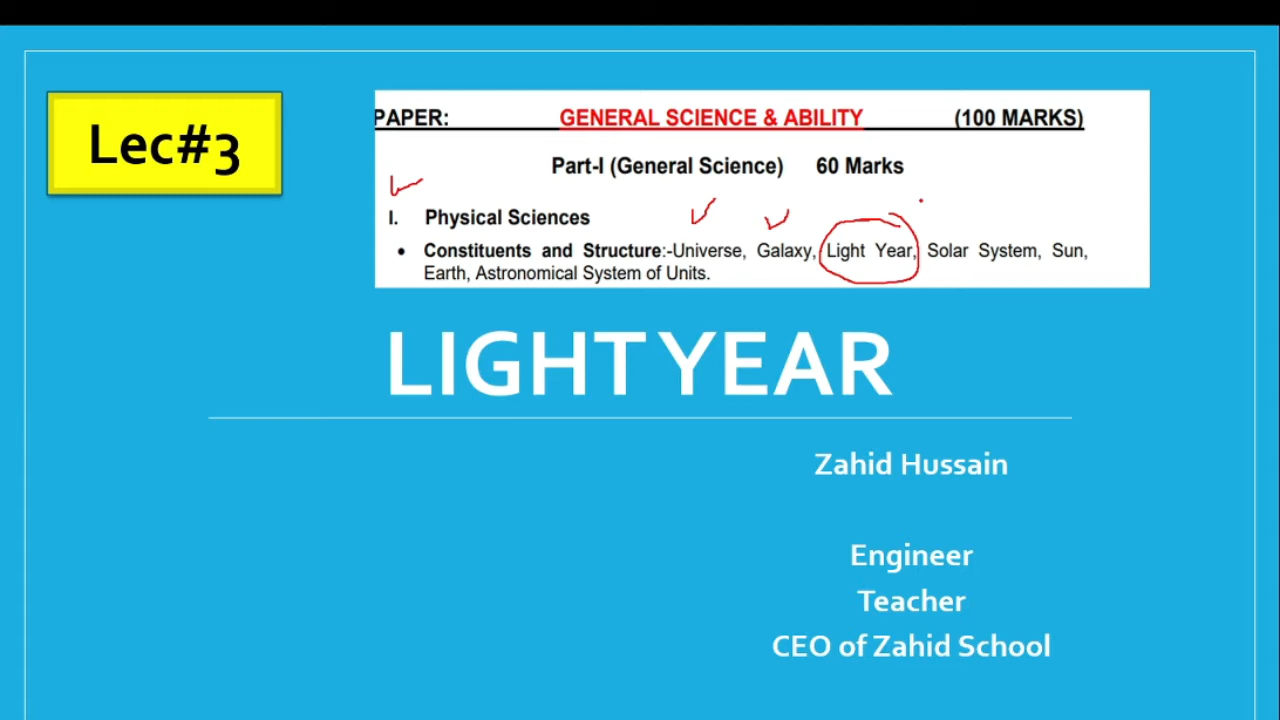 Lec#3
PAPER: GENERAL SCIENCE & ABILITY (100 MARKS)
Part-I (General Science) 60 Marks
I. Physical Sciences
• Constituents and Structure:-Universe, Galaxy, Light Year, Solar System, Sun,
Earth, Astronomical System of Units.
LIGHT YEAR
Zahid Hussain
Engineer
Teacher
CEO of Zahid School